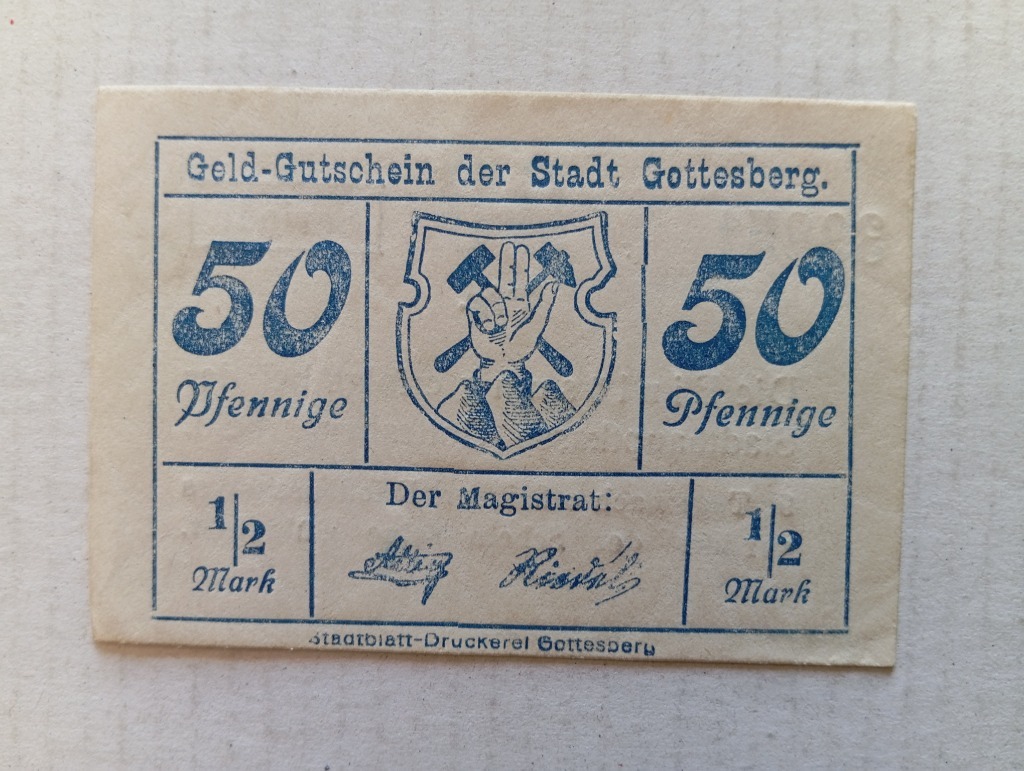 Geld-Gutschein der Stadt Gottesberg.
50
Pfennige
50
Pfennige
1/2
Mark
Der Magistrat:
1/2
Mark
Stadtblatt-Druckerei Gottesberg